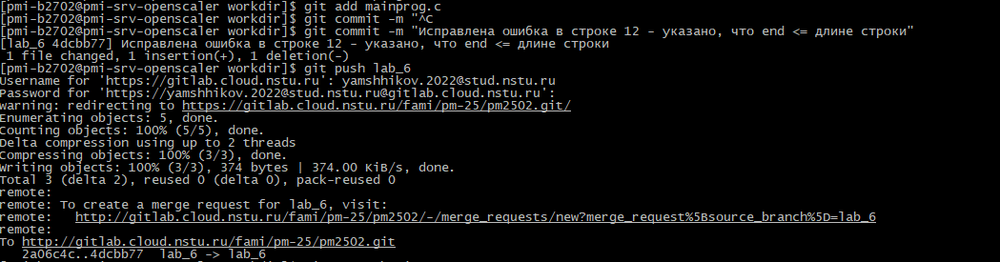 [pmi-b2702@pmi-srv-openscaler workdir]$ git add mainprog.c
[pmi-b2702@pmi-srv-openscaler workdir]$ git commit -m "^C
[pmi-b2702@pmi-srv-openscaler workdir]$ git commit -m "Исправлена ошибка в строке 12 - указано, что end <= длине строки"
[lab_6 4dcbb77] Исправлена ошибка в строке 12 - указано, что end <= длине строки
 1 file changed, 1 insertion(+), 1 deletion(-)
[pmi-b2702@pmi-srv-openscaler workdir]$ git push lab_6
Username for 'https://gitlab.cloud.nstu.ru': yamshhikov.2022@stud.nstu.ru
Password for 'https://yamshhikov.2022@stud.nstu.ru@gitlab.cloud.nstu.ru':
warning: redirecting to https://gitlab.cloud.nstu.ru/fami/pm-25/pm2502.git/
Enumerating objects: 5, done.
Counting objects: 100% (5/5), done.
Delta compression using up to 2 threads
Compressing objects: 100% (3/3), done.
Writing objects: 100% (3/3), 374 bytes | 374.00 KiB/s, done.
Total 3 (delta 2), reused 0 (delta 0), pack-reused 0
remote:
remote: To create a merge request for lab_6, visit:
remote:   http://gitlab.cloud.nstu.ru/fami/pm-25/pm2502/-/merge_requests/new?merge_request%5Bsource_branch%5D=lab_6
remote:
To http://gitlab.cloud.nstu.ru/fami/pm-25/pm2502.git
   2a06c4c..4dcbb77  lab_6 -> lab_6